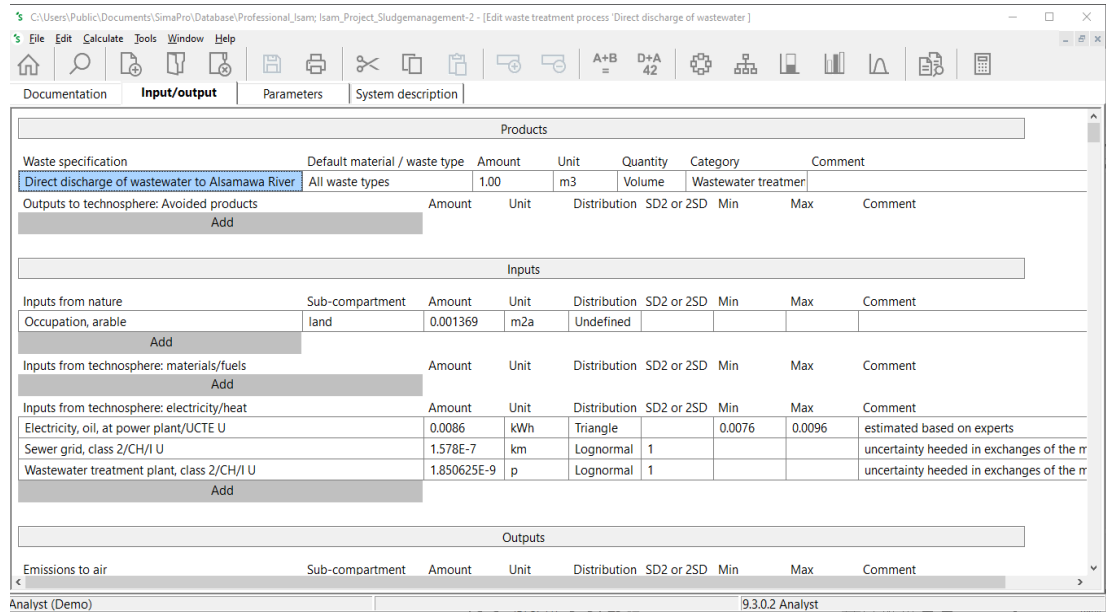 C:\Users\Public\Documents\SimaPro\Database\Professional_Isam; Isam_Project_Sludgemanagement-2 - [Edit waste treatment process 'Direct discharge of wastewater ]
File Edit Calculate Tools Window Help
A+B = D+A 42
Documentation Input/output Parameters System description
Products
Waste specification Default material / waste type Amount Unit Quantity Category Comment
Direct discharge of wastewater to Alsamawa River All waste types 1.00 m3 Volume Wastewater treatmer
Outputs to technosphere: Avoided products Amount Unit Distribution SD2 or 2SD Min Max Comment
Add
Inputs
Inputs from nature Sub-compartment Amount Unit Distribution SD2 or 2SD Min Max Comment
Occupation, arable land 0.001369 m2a Undefined
Add
Inputs from technosphere: materials/fuels Amount Unit Distribution SD2 or 2SD Min Max Comment
Add
Inputs from technosphere: electricity/heat Amount Unit Distribution SD2 or 2SD Min Max Comment
Electricity, oil, at power plant/UCTE U 0.0086 kWh Triangle 0.0076 0.0096 estimated based on experts
Sewer grid, class 2/CH/I U 1.578E-7 km Lognormal 1 uncertainty heeded in exchanges of the m
Wastewater treatment plant, class 2/CH/I U 1.850625E-9 p Lognormal 1 uncertainty heeded in exchanges of the m
Add
Outputs
Emissions to air Sub-compartment Amount Unit Distribution SD2 or 2SD Min Max Comment
Analyst (Demo) 9.3.0.2 Analyst